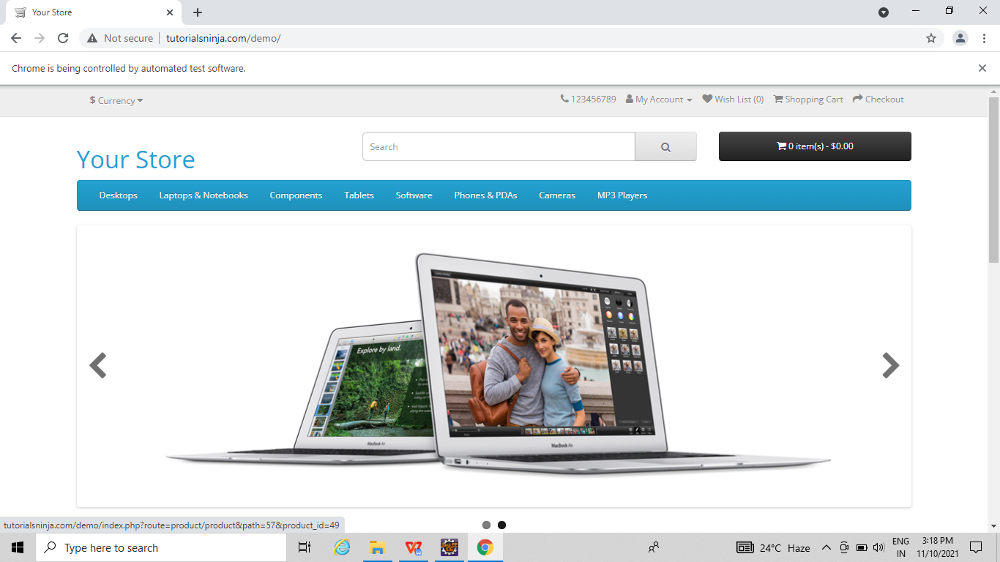 Your Store
Not secure
tutorialsninja.com/demo/
Chrome is being controlled by automated test software.
$ Currency
123456789
My Account
Wish List (0)
Shopping Cart
Checkout
Your Store
Search
0 item(s) - $0.00
Desktops
Laptops & Notebooks
Components
Tablets
Software
Phones & PDAs
Cameras
MP3 Players
Explore by land.
MacBook Air
MacBook Air
tutorialsninja.com/demo/index.php?route=product/product&path=57&product_id=49
Type here to search
24°C Haze
ENG
IN
3:18 PM
11/10/2021